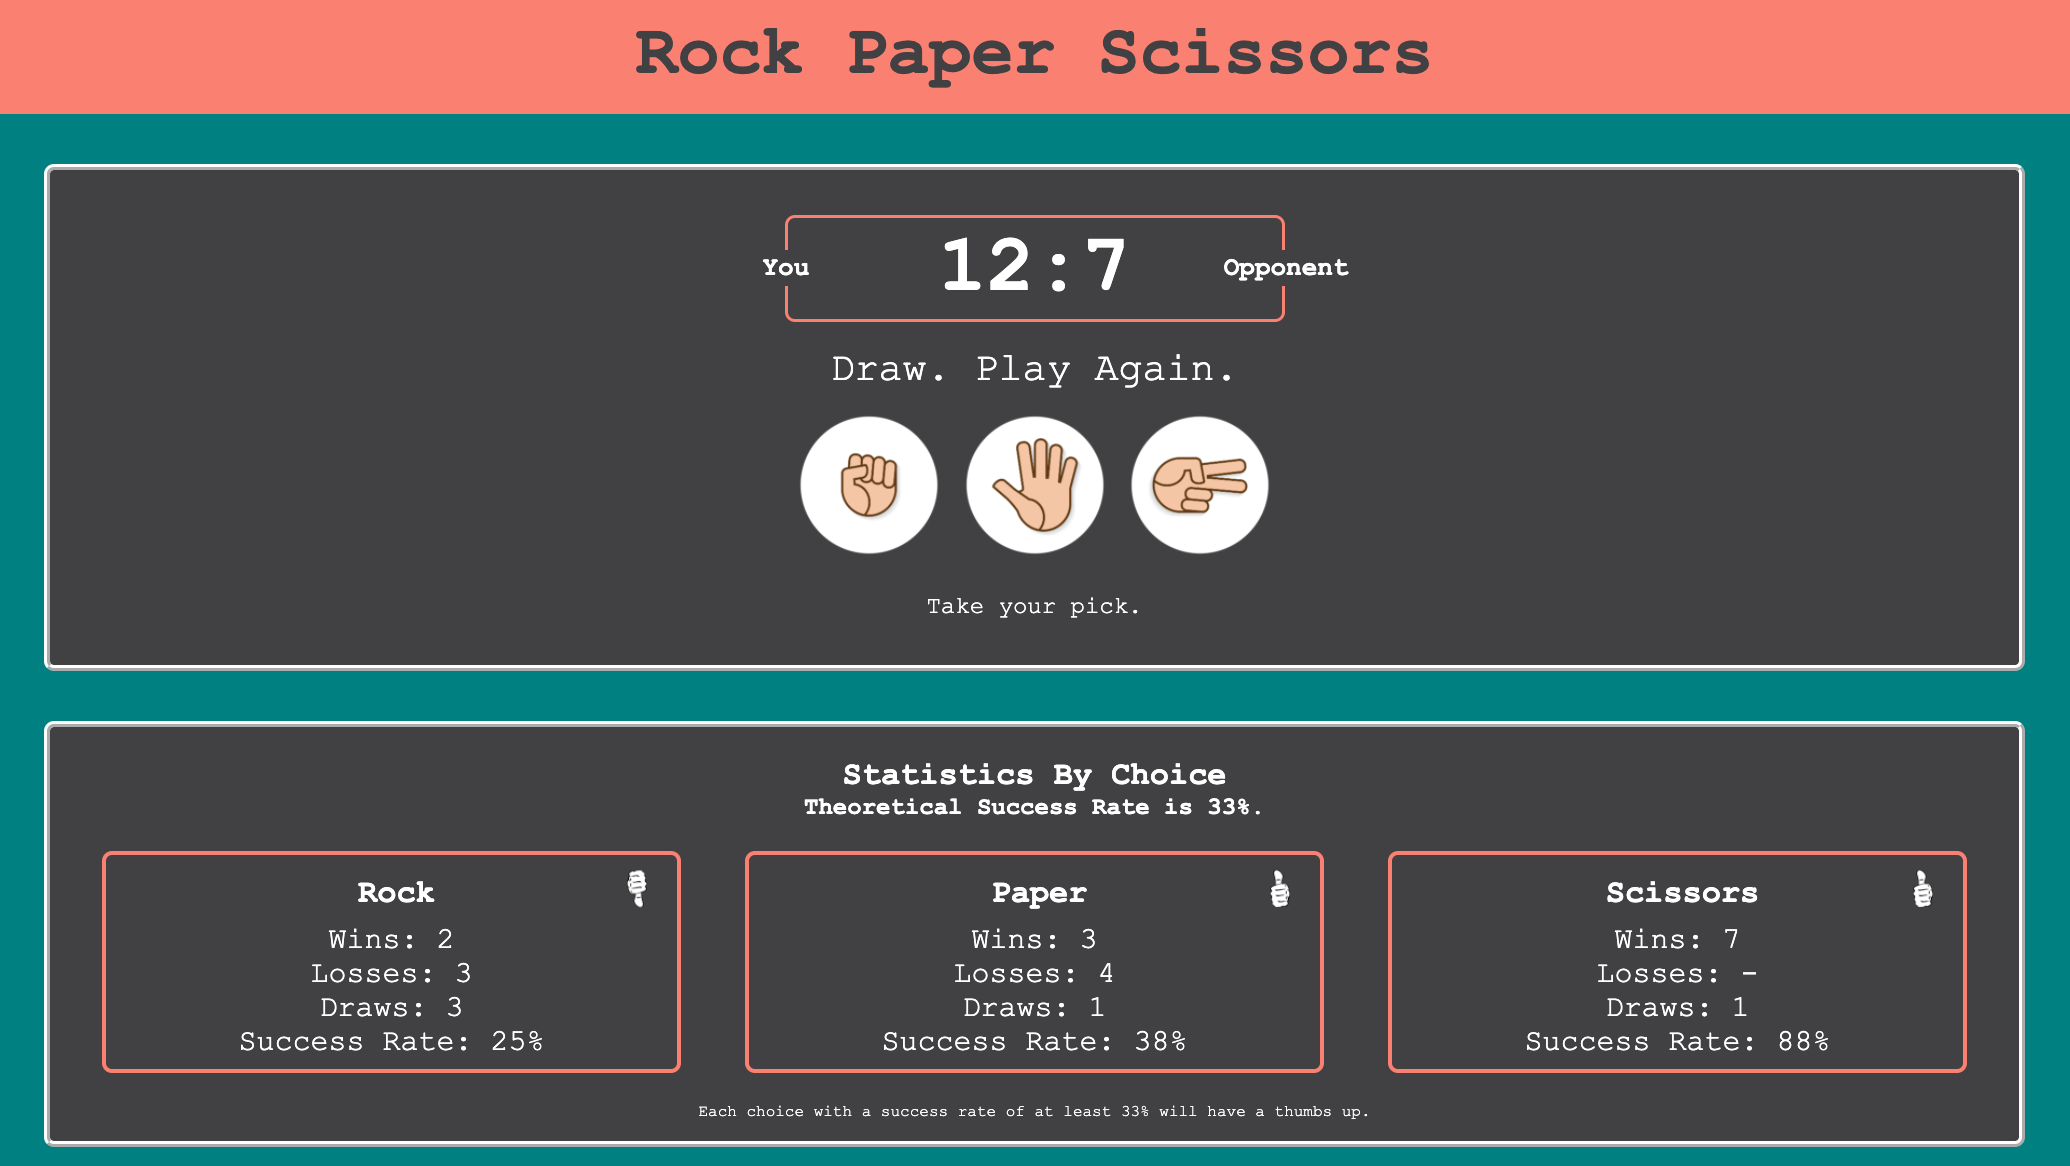 Rock Paper Scissors
You 12:7 Opponent
Draw. Play Again.
Take your pick.
Statistics By Choice
Theoretical Success Rate is 33%.
Rock
Wins: 2
Losses: 3
Draws: 3
Success Rate: 25%
Paper
Wins: 3
Losses: 4
Draws: 1
Success Rate: 38%
Scissors
Wins: 7
Losses: -
Draws: 1
Success Rate: 88%
Each choice with a success rate of at least 33% will have a thumbs up.